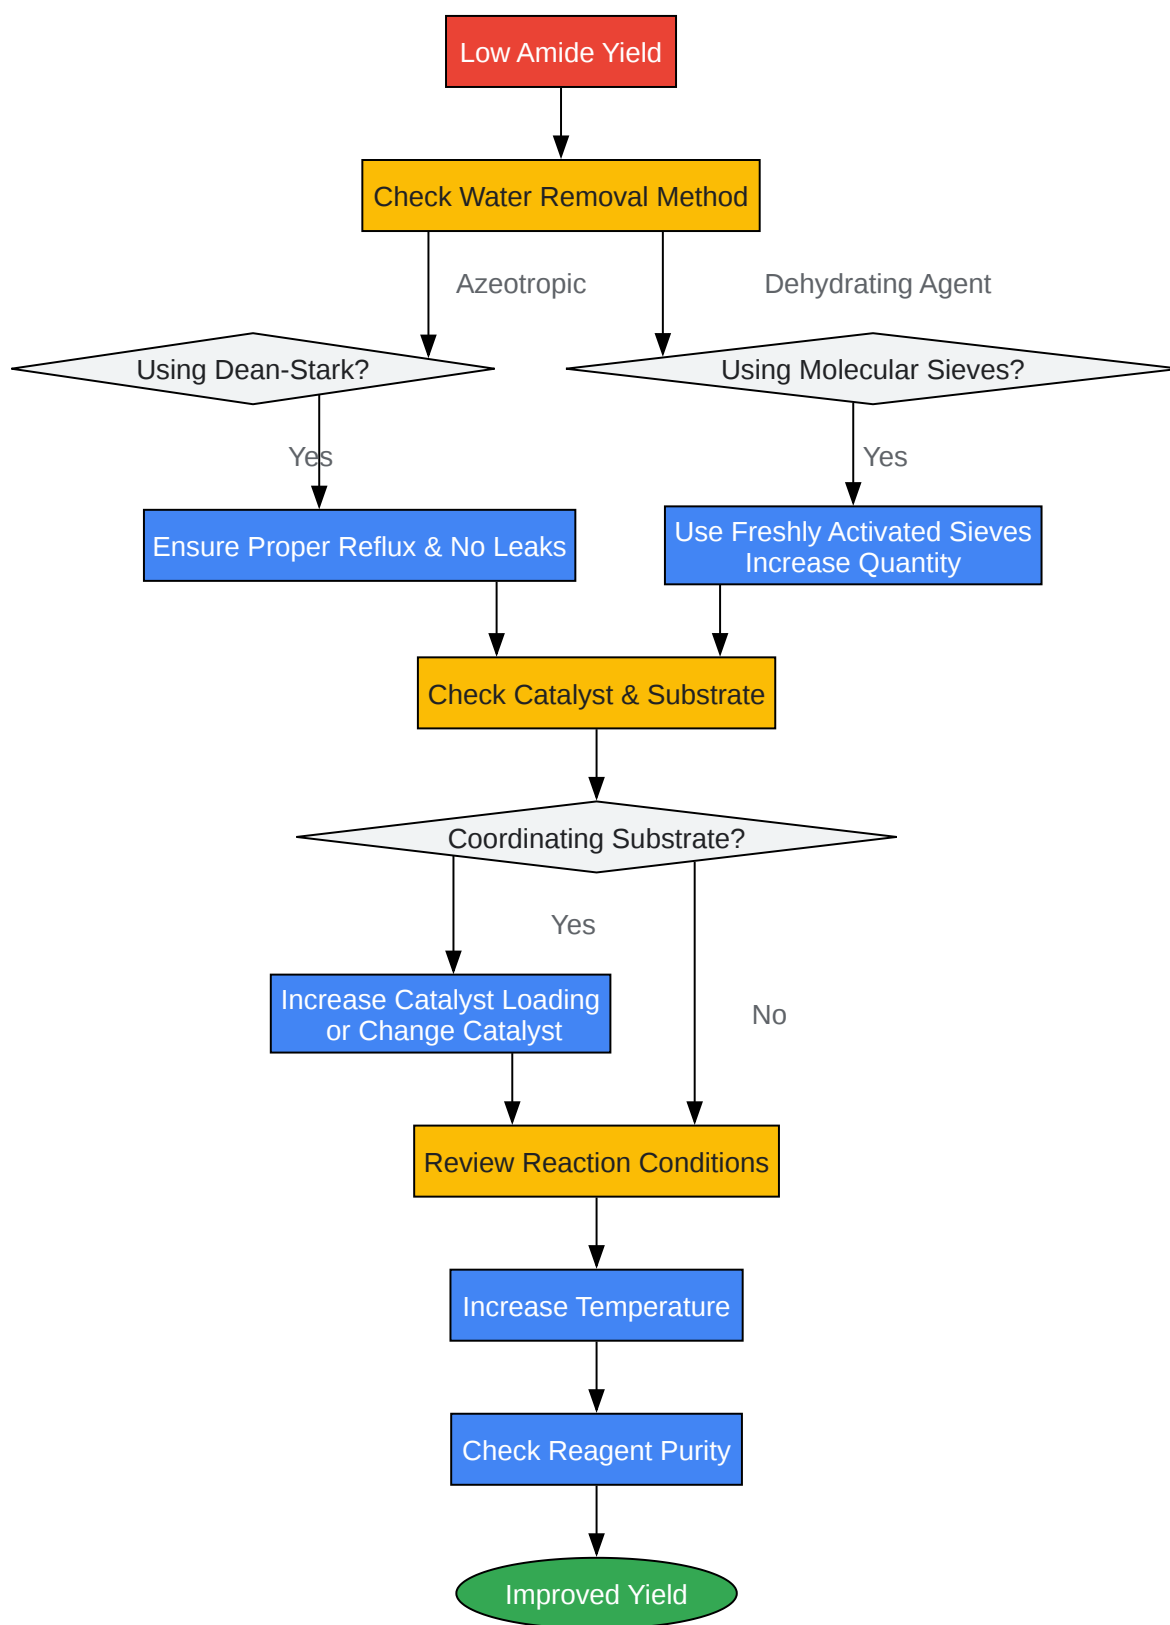 Low Amide Yield
Check Water Removal Method
Azeotropic
Dehydrating Agent
Using Dean-Stark?
Using Molecular Sieves?
Yes
Yes
Ensure Proper Reflux & No Leaks
Use Freshly Activated Sieves
Increase Quantity
Check Catalyst & Substrate
Coordinating Substrate?
Yes
Increase Catalyst Loading
or Change Catalyst
No
Review Reaction Conditions
Increase Temperature
Check Reagent Purity
Improved Yield